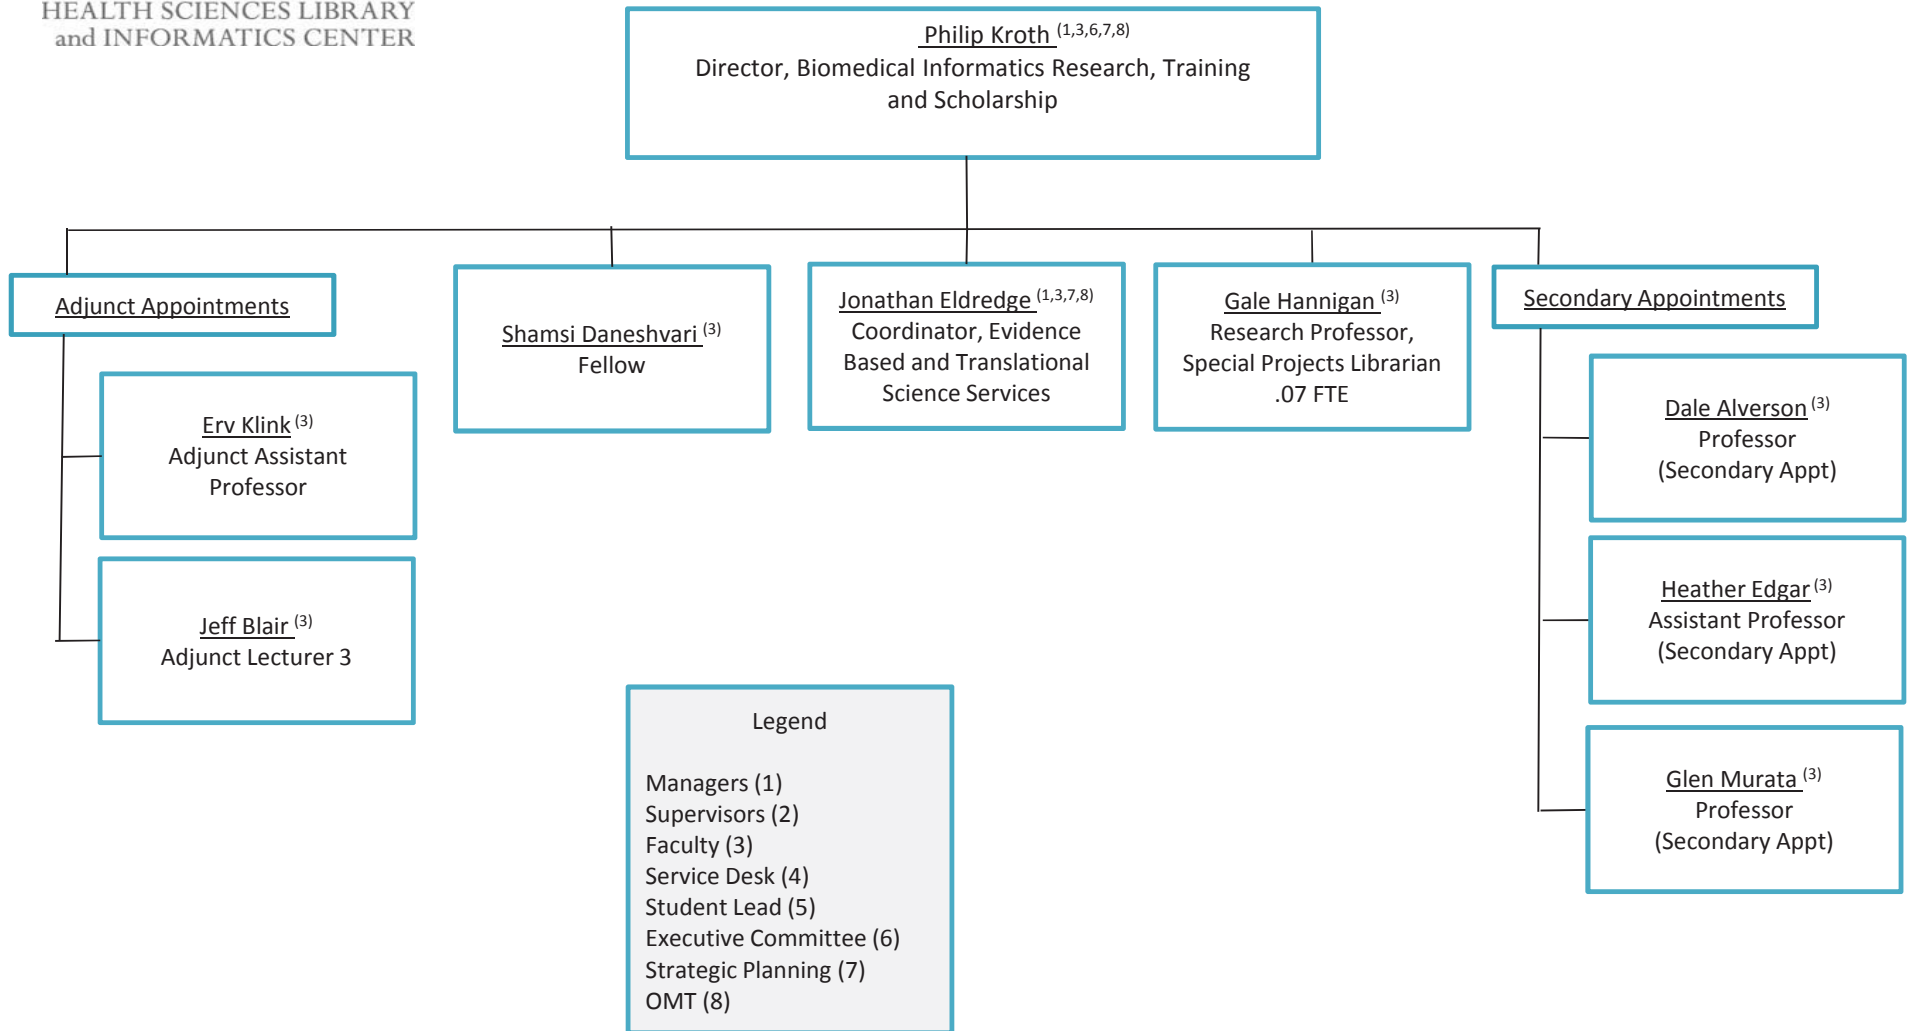 HEALTH SCIENCES LIBRARY
and INFORMATICS CENTER
Philip Kroth (1,3,6,7,8)
Director, Biomedical Informatics Research, Training
and Scholarship
Adjunct Appointments
Erv Klink (3)
Adjunct Assistant
Professor
Jeff Blair (3)
Adjunct Lecturer 3
Shamsi Daneshvari (3)
Fellow
Jonathan Eldredge (1,3,7,8)
Coordinator, Evidence
Based and Translational
Science Services
Gale Hannigan (3)
Research Professor,
Special Projects Librarian
.07 FTE
Secondary Appointments
Dale Alverson (3)
Professor
(Secondary Appt)
Heather Edgar (3)
Assistant Professor
(Secondary Appt)
Glen Murata (3)
Professor
(Secondary Appt)
Legend
Managers (1)
Supervisors (2)
Faculty (3)
Service Desk (4)
Student Lead (5)
Executive Committee (6)
Strategic Planning (7)
OMT (8)